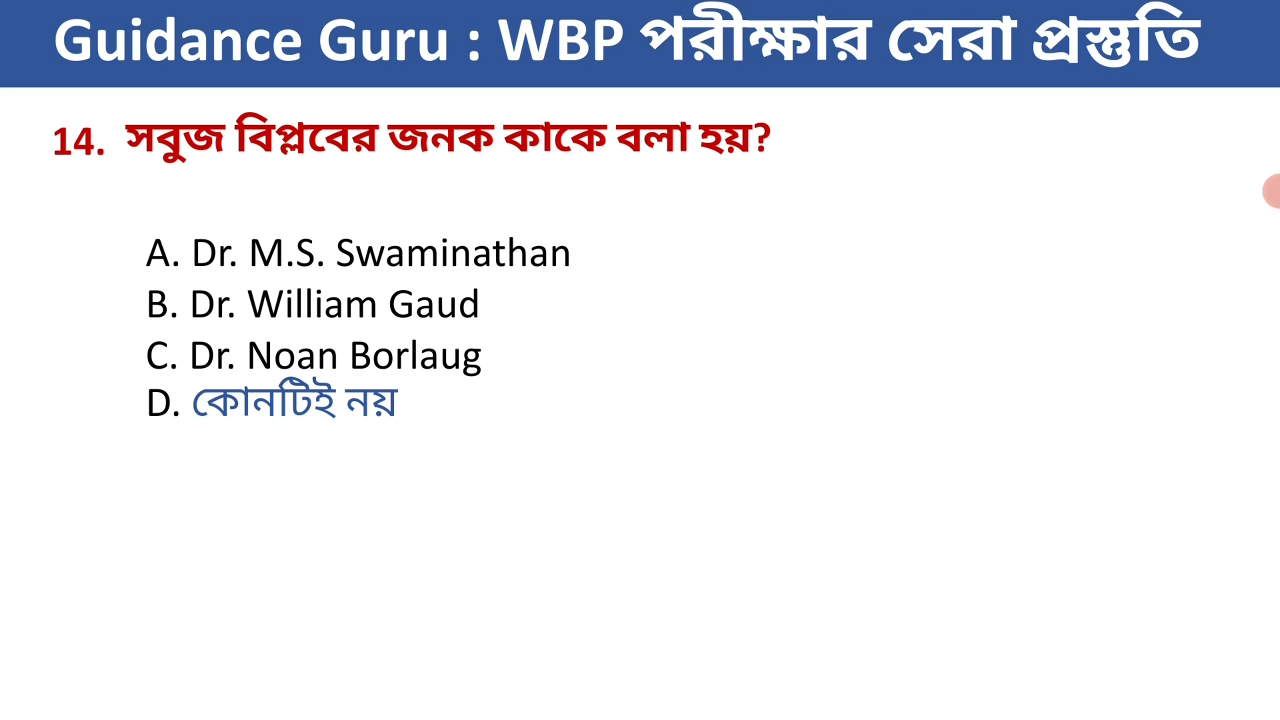 Guidance Guru : WBP পরীক্ষার সেরা প্রস্তুতি
14. সবুজ বিপ্লবের জনক কাকে বলা হয়?
A. Dr. M.S. Swaminathan
B. Dr. William Gaud
C. Dr. Noan Borlaug
D. কোনটিই নয়